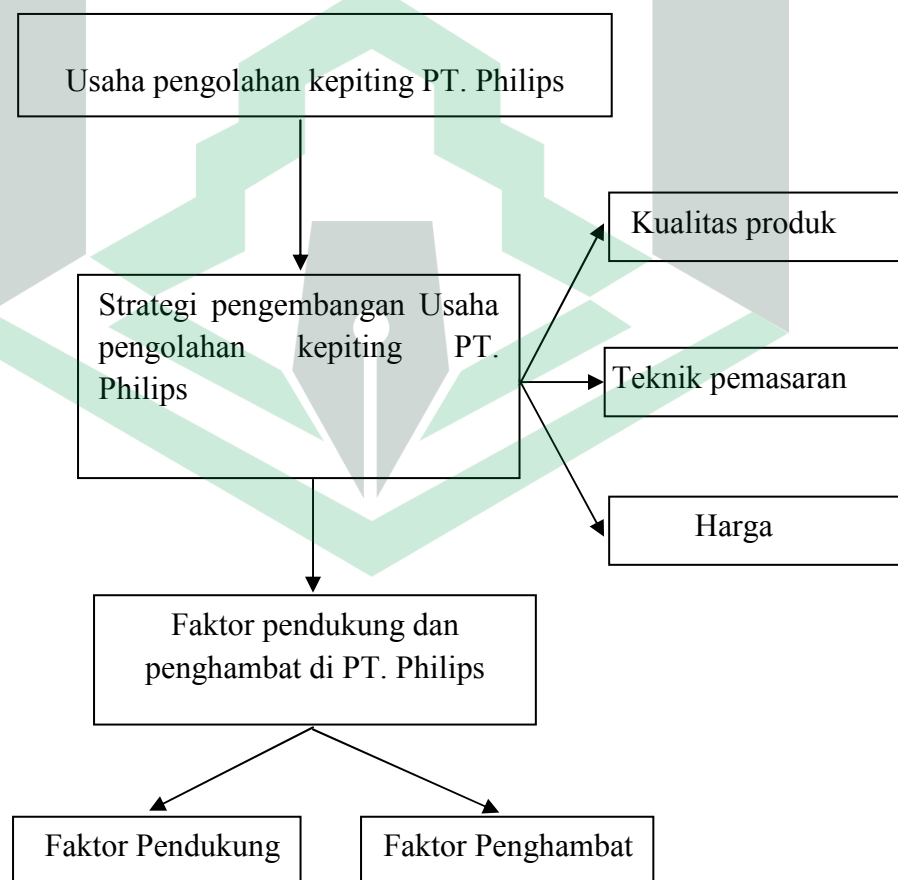 Usaha pengolahan kepiting PT. Philips
Kualitas produk
Strategi pengembangan Usaha
pengolahan kepiting PT.
Philips
Teknik pemasaran
Harga
Faktor pendukung dan
penghambat di PT. Philips
Faktor Pendukung
Faktor Penghambat